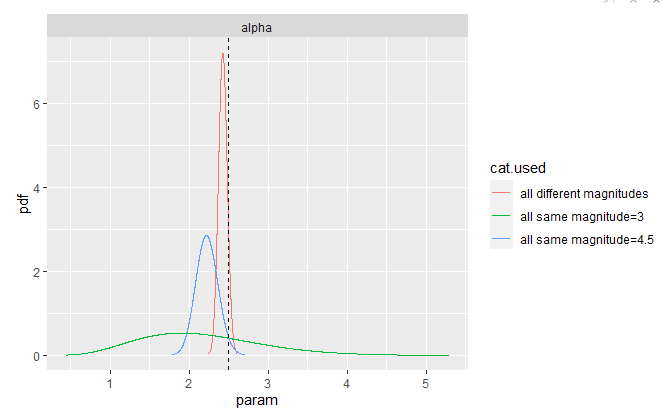 alpha
6
4
2
0
pdf
1 2 3 4 5
param
cat.used
all different magnitudes
all same magnitude=3
all same magnitude=4.5